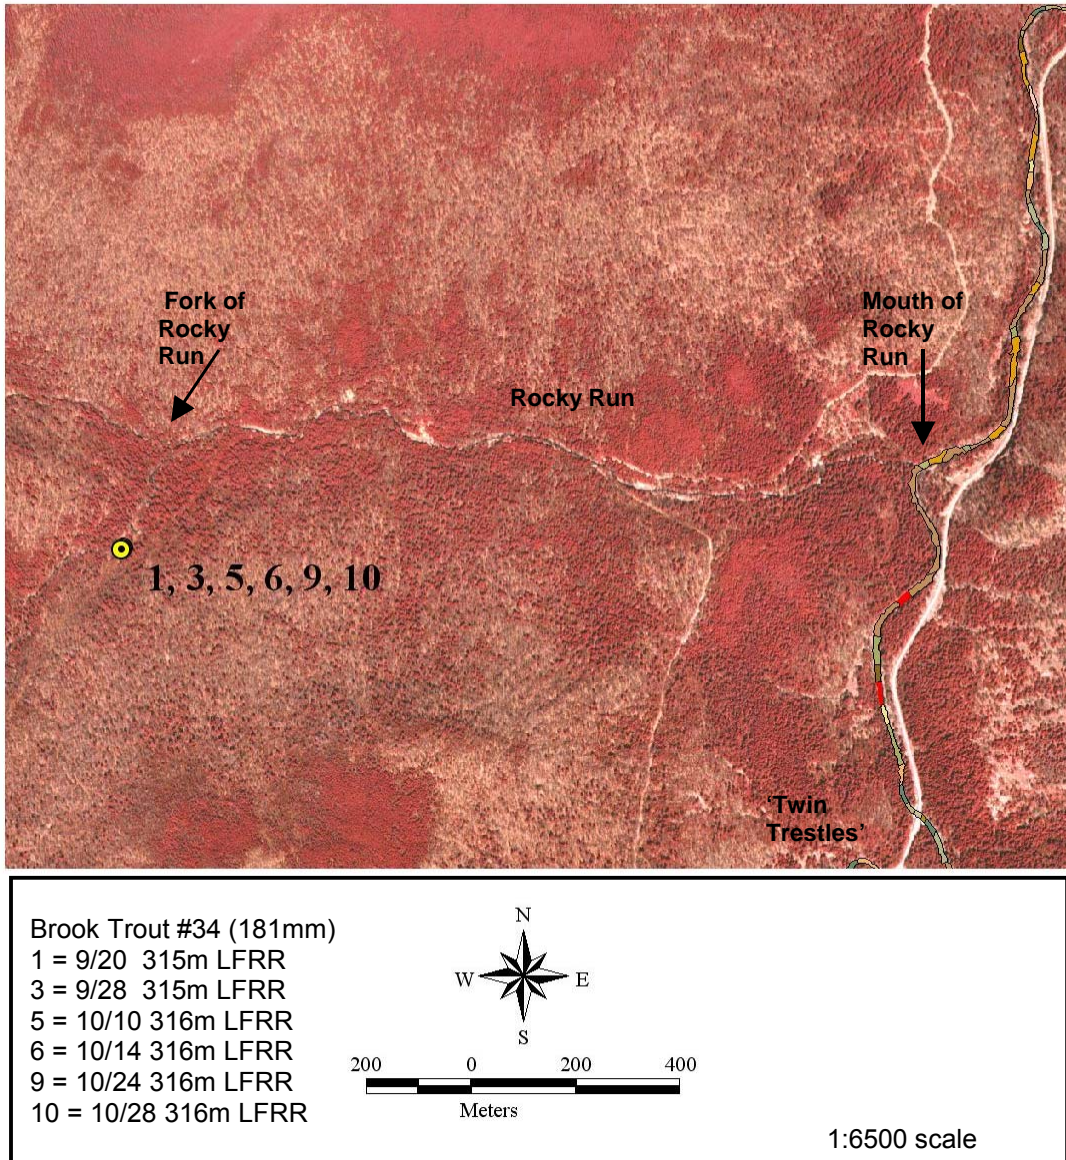 Fork of
Rocky
Run
Mouth of
Rocky
Run
Rocky Run
1, 3, 5, 6, 9, 10
'Twin
Trestles'
Brook Trout #34 (181mm)
1 = 9/20 315m LFRR
3 = 9/28 315m LFRR
5 = 10/10 316m LFRR
6 = 10/14 316m LFRR
9 = 10/24 316m LFRR
10 = 10/28 316m LFRR
N
W E
S
200 0 200 400
Meters
1:6500 scale